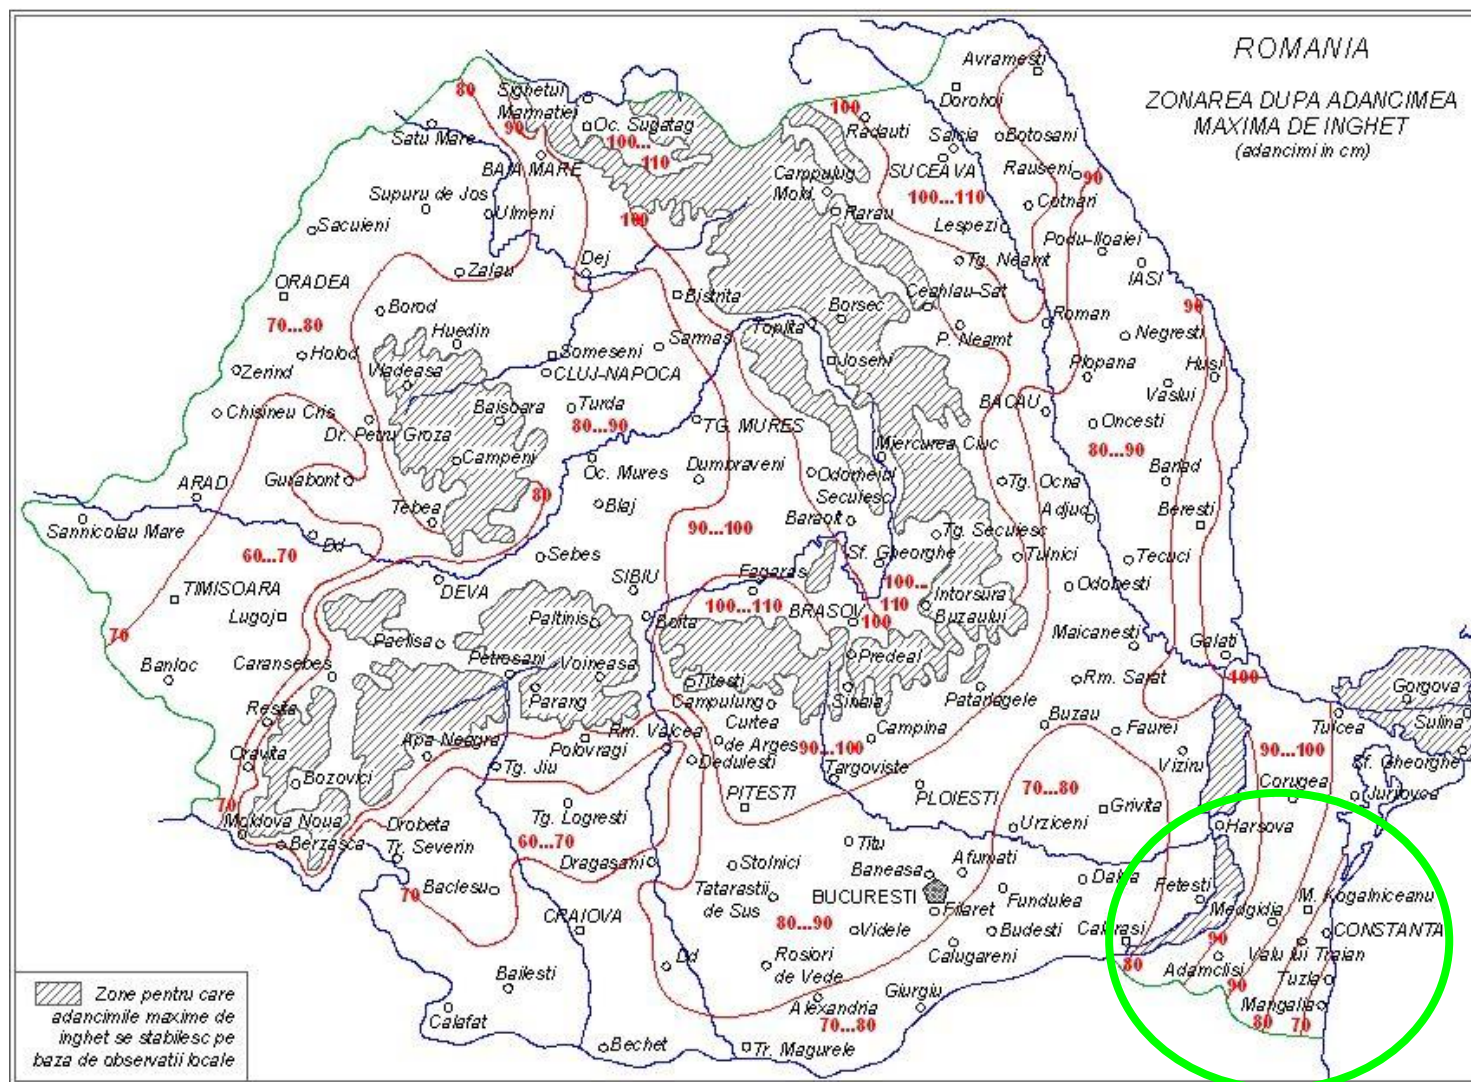 ROMANIA
ZONAREA DUPA ADANCIMEA
MAXIMA DE INGHET
(adancimi in cm)
Avramesti
80
Sighetul
Marmatiei
Dorohoi
100
Radauti
Satu Mare
90
Oc. Sugatag
100...
110
Salcia
Botosani
BAIA MARE
SUCEAVA
Rauseni
90
Campulug
Mold.
100...110
Supuru de Jos
Ulmeni
100
Rarau
Cotnari
Sacuieni
Lespezi
Podu-Iloaiei
Zalau
Dej
Tg. Neamt
IASI
ORADEA
Bistrita
Ceahlau-Sat
Borod
Borsec
90
70...80
Toplita
Roman
Huedin
Sarmas
P. Neamt
Negresti
Holod
Someseni
Joseni
Zerind
Vladeasa
CLUJ-NAPOCA
Plopana
Husi
Vaslui
Chisineu Cris
Baisoara
Turda
BACAU
Dr. Petru Groza
80...90
TG. MURES
Oncesti
Miercurea Ciuc
80...90
Campeni
Oc. Mures
Dumbraveni
Odorheiu
Secuiesc
Banad
ARAD
Gurabont
80
Tg. Ocna
Blaj
Sannicolau Mare
Tebea
Baraolt
Adjud
Beresti
90...100
Tg. Secuiesc
60...70
Dd
Sebes
Sf. Gheorghe
Tulnici
Tecuci
TIMISOARA
DEVA
SIBIU
Fagaras
100...
110
Intorsura
Buzaului
Odobesti
Lugoj
Paltinis
Boita
100...110
BRASOV
100
70
Paclisa
Maicanesti
Galati
Banloc
Caransebes
Petrosani
Voineasa
Predeal
100
Titesti
Rm. Sarat
Gorgova
Parang
Campulung
Sinaia
Patarlagele
Resita
Tulcea
Sulina
Apa Neagra
Polovragi
Rm. Valcea
Curtea
de Arges
Campina
Buzau
Faurei
Oravita
90...100
Viziru
90...100
Tg. Jiu
Dedulesti
Targoviste
Sf. Gheorghe
Bozovici
Corugea
70
PITESTI
PLOIESTI
70...80
Jurilovca
Moldova Noua
Tg. Logresti
Grivita
Drobeta
Tr. Severin
Urziceni
Harsova
Berzasca
60...70
Titu
Dragasani
Stolnici
Baneasa
Afumati
Dalga
Fetesti
70
Baclesu
Tatarastii
de Sus
BUCURESTI
Fundulea
M. Kogalniceanu
CRAIOVA
Filaret
Medgidia
80...90
Videle
Budesti
Calarasi
CONSTANTA
90
Calugareni
Valu lui Traian
Dd
Rosiori
de Vede
80
Adamclisi
Bailesti
90
Tuzla
Alexandria
Giurgiu
Mangalia
Calafat
70...80
80
70
Bechet
Tr. Magurele
Zone pentru care
adancimile maxime de
inghet se stabilesc pe
baza de observatii locale